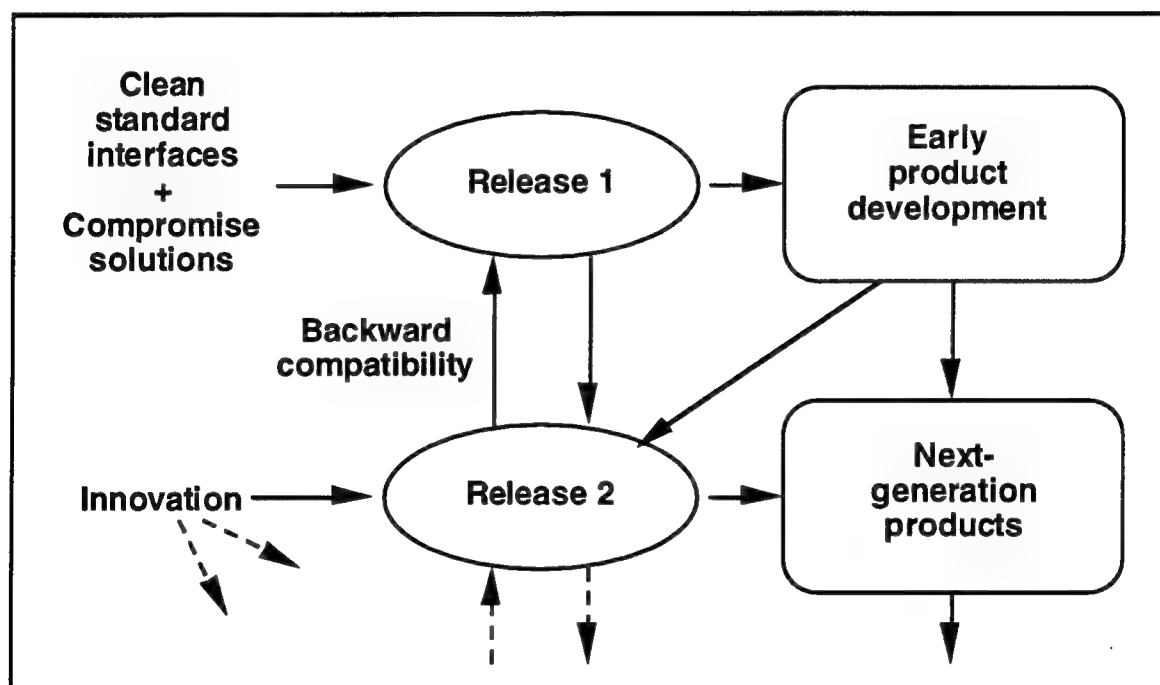 Clean
standard
interfaces
+
Compromise
solutions
Release 1
Early
product
development
Backward
compatibility
Innovation
Release 2
Next-
generation
products